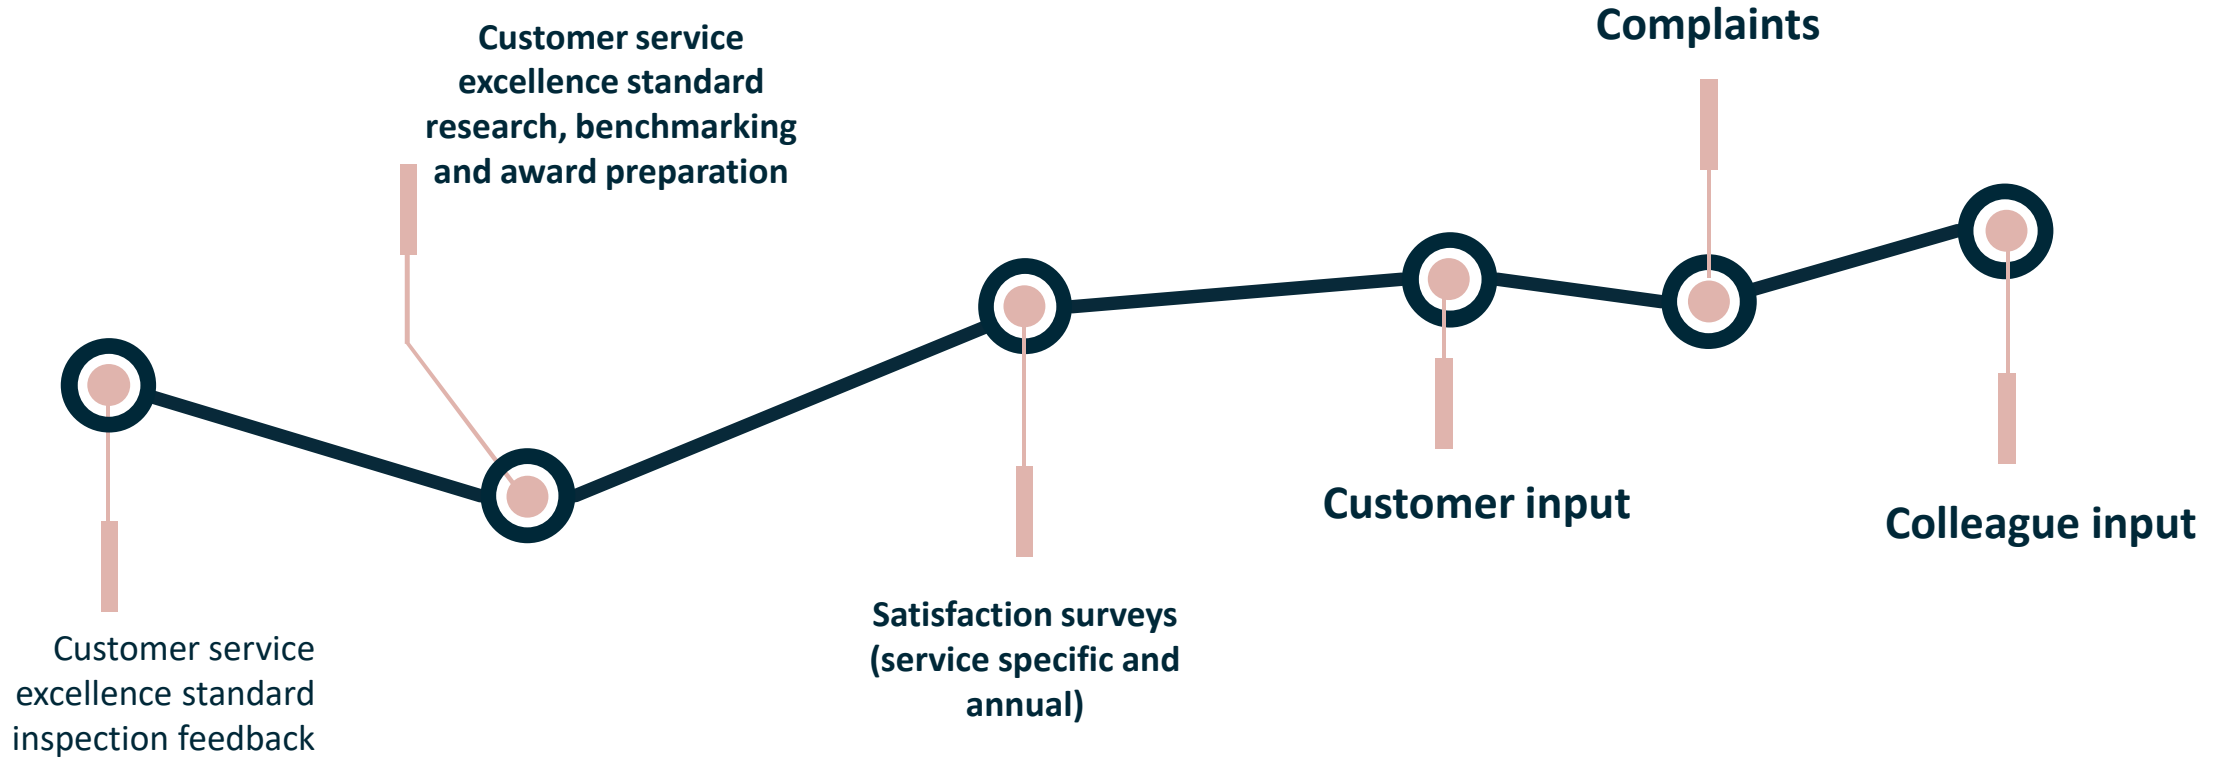 Customer service
excellence standard
inspection feedback
Customer service
excellence standard
research, benchmarking
and award preparation
Satisfaction surveys
(service specific and
annual)
Customer input
Complaints
Colleague input